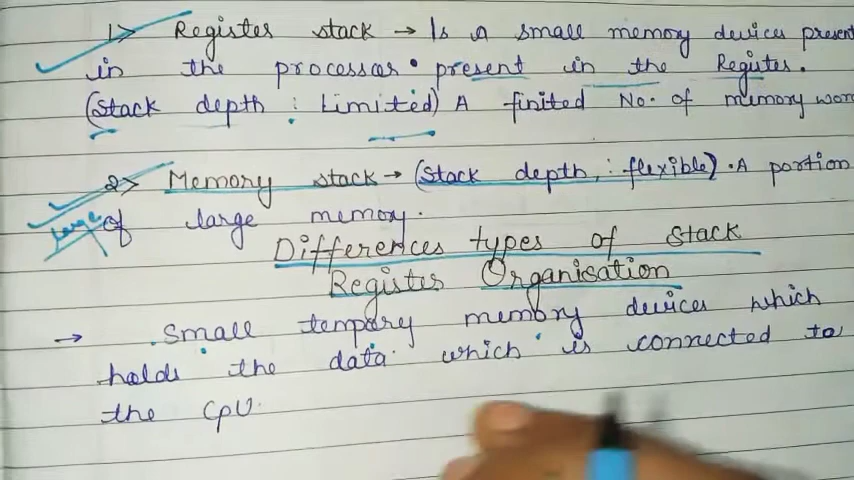 1> Register stack → Is a small memory devices present
in the processor. present in the Register.
(Stack depth : Limited) A finited No. of memory wor
2> Memory stack → (Stack depth, : flexible). A portion
of large memory.
Differences types of stack
Register Organisation
→ Small tempary memory devices which
holds the data which is connected to
the CPU.